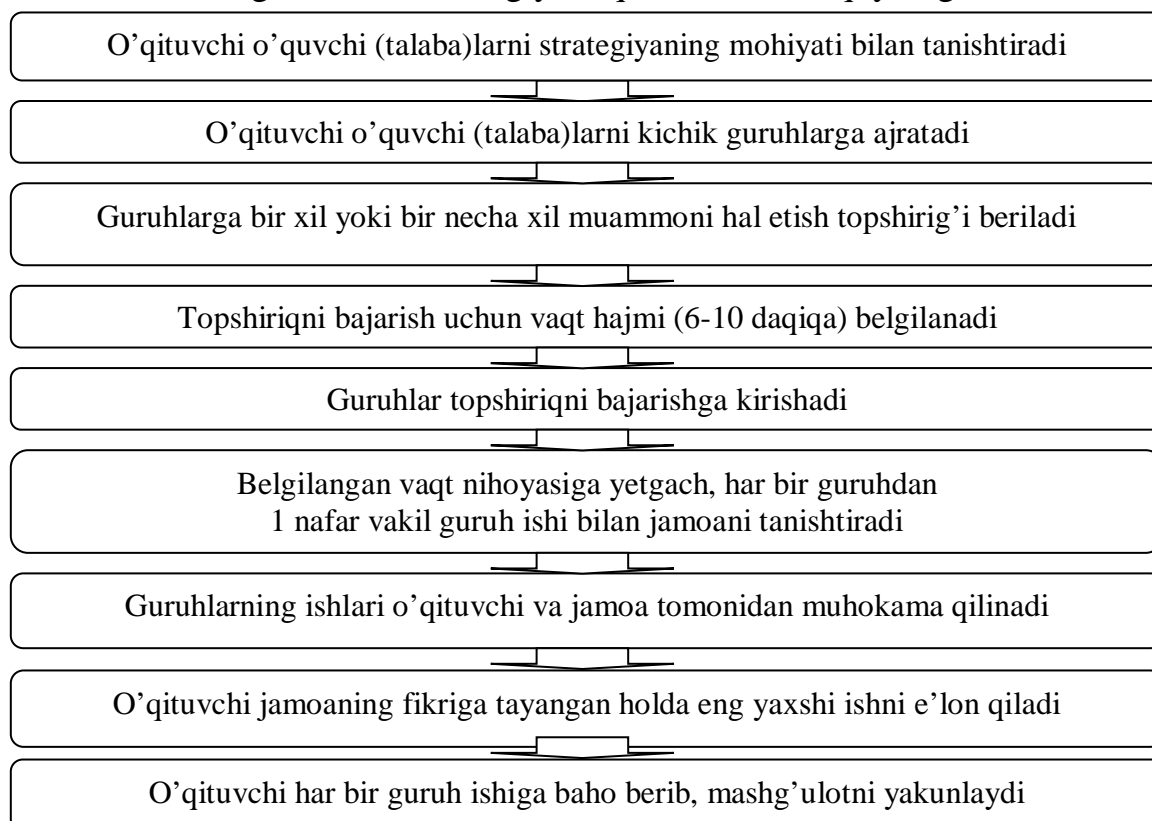 O’qituvchi o’quvchi (talaba)larni strategiyaning mohiyati bilan tanishtiradi
O’qituvchi o’quvchi (talaba)larni kichik guruhlarga ajratadi
Guruhlarga bir xil yoki bir necha xil muammoni hal etish topshirig’i beriladi
Topshiriqni bajarish uchun vaqt hajmi (6-10 daqiqa) belgilanadi
Guruhlar topshiriqni bajarishga kirishadi
Belgilangan vaqt nihoyasiga yetgach, har bir guruhdan
1 nafar vakil guruh ishi bilan jamoani tanishtiradi
Guruhlarning ishlari o’qituvchi va jamoa tomonidan muhokama qilinadi
O’qituvchi jamoaning fikriga tayangan holda eng yaxshi ishni e’lon qiladi
O’qituvchi har bir guruh ishiga baho berib, mashg’ulotni yakunlaydi